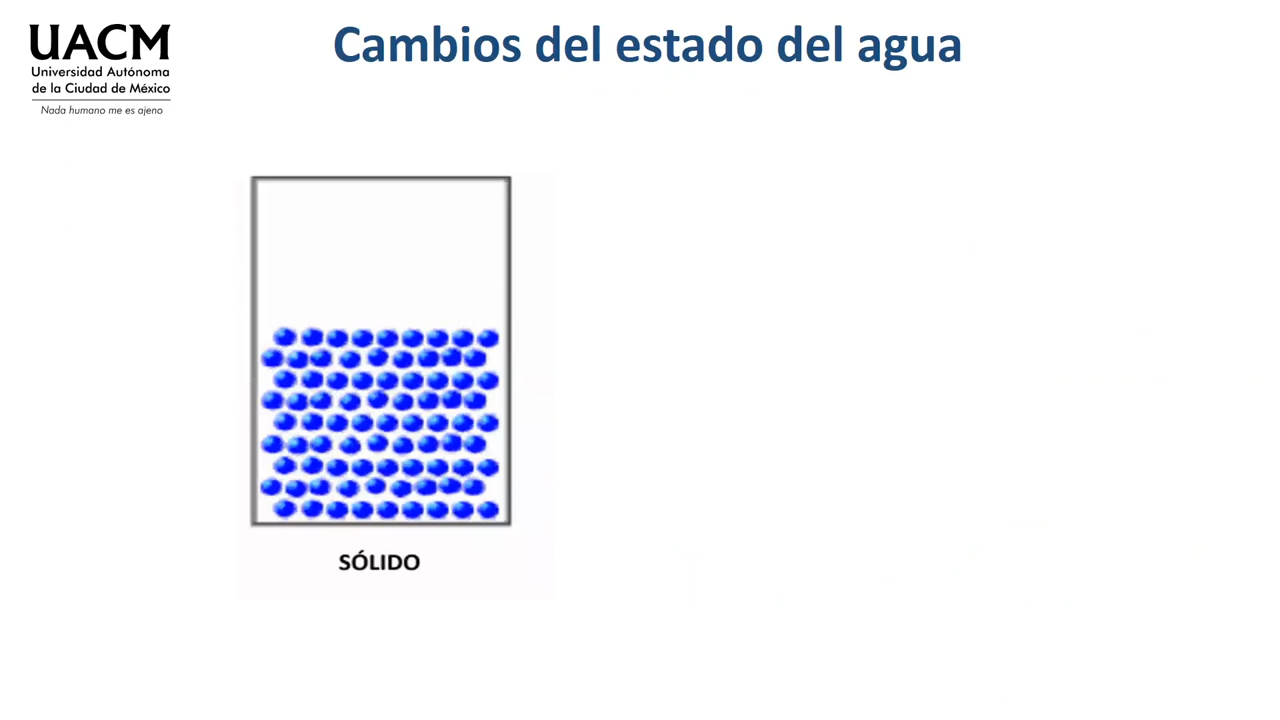 UACM
Universidad Autónoma
de la Ciudad de México
Nada humano me es ajeno
Cambios del estado del agua
SÓLIDO